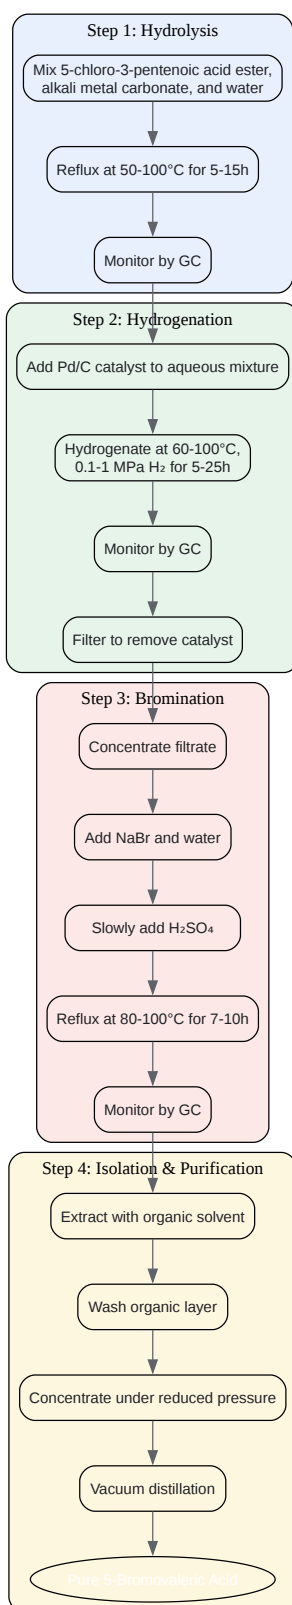 Step 1: Hydrolysis
Mix 5-chloro-3-pentenoic acid ester,
alkali metal carbonate, and water
Reflux at 50-100°C for 5-15h
Monitor by GC
Step 2: Hydrogenation
Add Pd/C catalyst to aqueous mixture
Hydrogenate at 60-100°C,
0.1-1 MPa H₂ for 5-25h
Monitor by GC
Filter to remove catalyst
Step 3: Bromination
Concentrate filtrate
Add NaBr and water
Slowly add H₂SO₄
Reflux at 80-100°C for 7-10h
Monitor by GC
Step 4: Isolation & Purification
Extract with organic solvent
Wash organic layer
Concentrate under reduced pressure
Vacuum distillation
Pure 5-Bromovaleric Acid